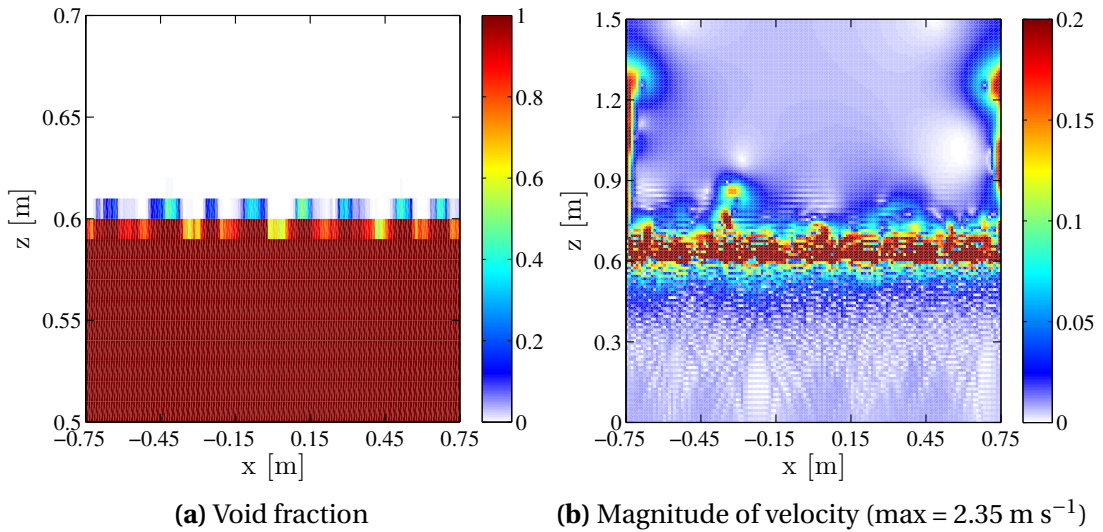 0.7
0.65
0.6
0.55
0.5
z [m]
−0.75 −0.45 −0.15 0.15 0.45 0.75
x [m]
1
0.8
0.6
0.4
0.2
0
(a) Void fraction
1.5
1.2
0.9
0.6
0.3
0
z [m]
−0.75 −0.45 −0.15 0.15 0.45 0.75
x [m]
0.2
0.15
0.1
0.05
0
(b) Magnitude of velocity (max = 2.35 m s⁻¹)